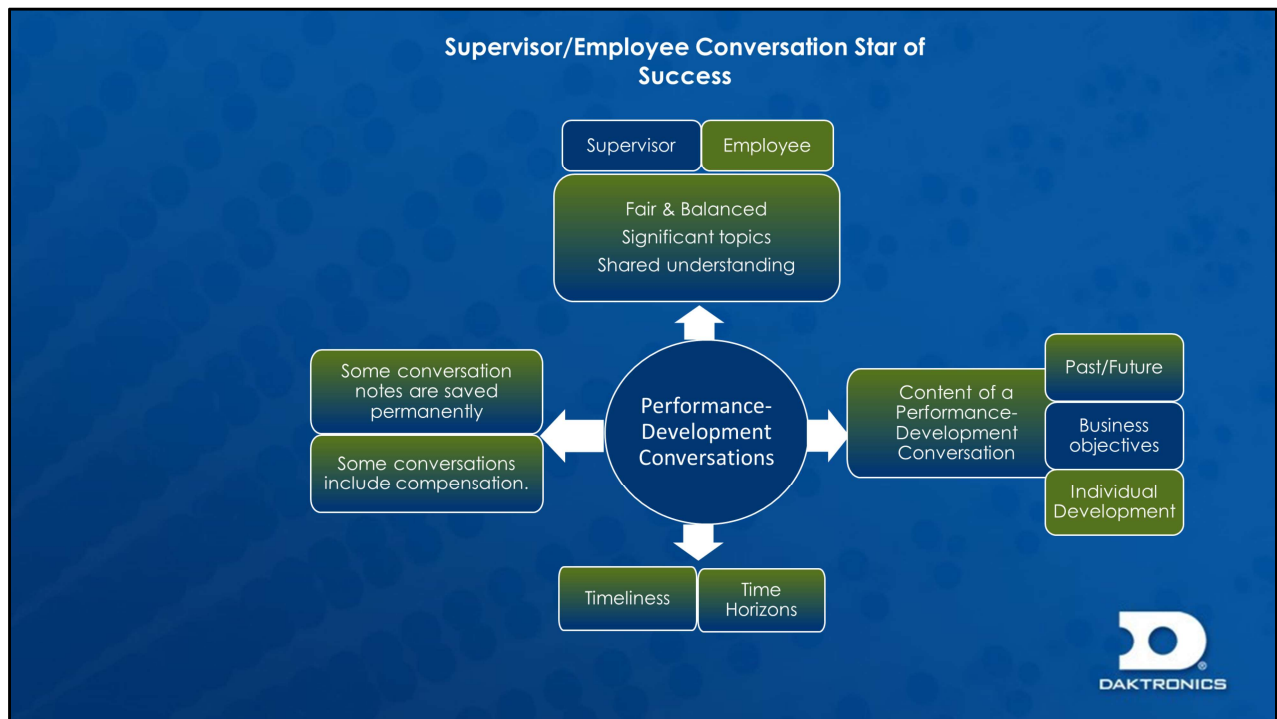 Supervisor/Employee Conversation Star of
Success
Supervisor
Employee
Fair & Balanced
Significant topics
Shared understanding
Some conversation
notes are saved
permanently
Some conversations
include compensation.
Performance-
Development
Conversations
Content of a
Performance-
Development
Conversation
Past/Future
Business
objectives
Individual
Development
Timeliness
Time
Horizons
®
DAKTRONICS